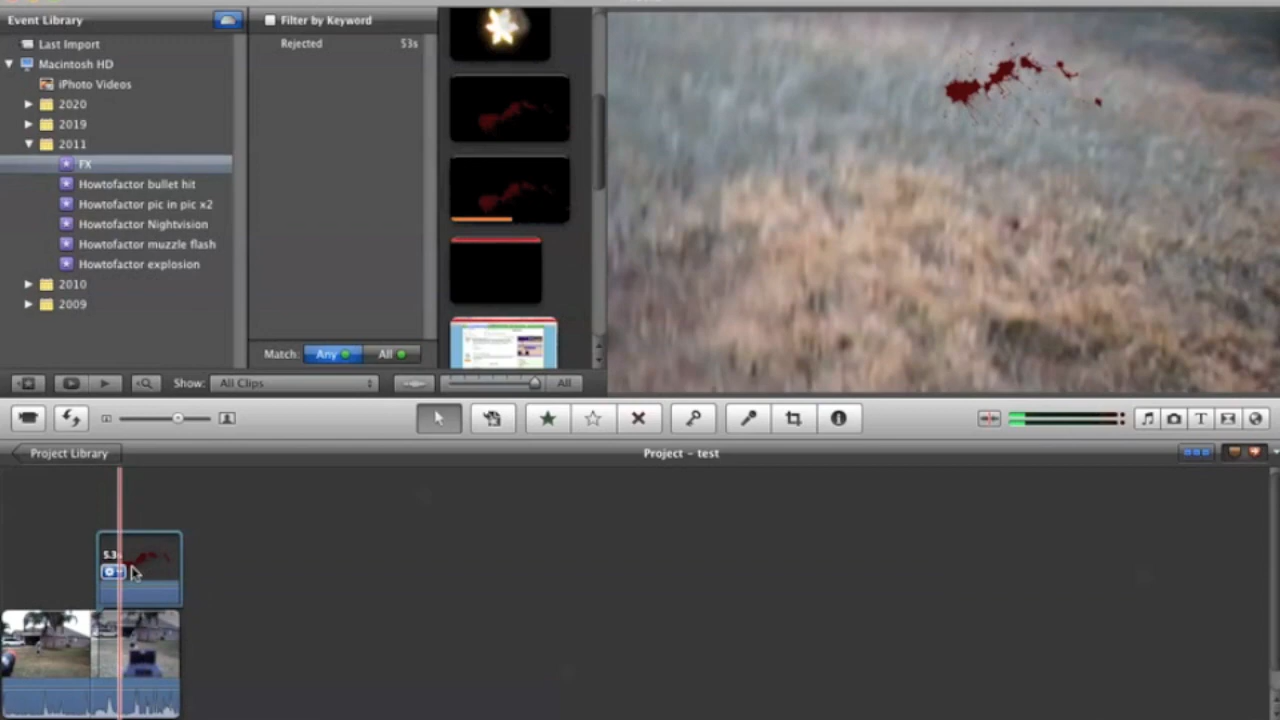 Event Library
Filter by Keyword
Last Import
Rejected 53s
Macintosh HD
iPhoto Videos
2020
2019
2011
FX
Howtofactor bullet hit
Howtofactor pic in pic x2
Howtofactor Nightvision
Howtofactor muzzle flash
Howtofactor explosion
2010
2009
Match: Any All
Show: All Clips
All
T
Project Library
Project - test
5.3s